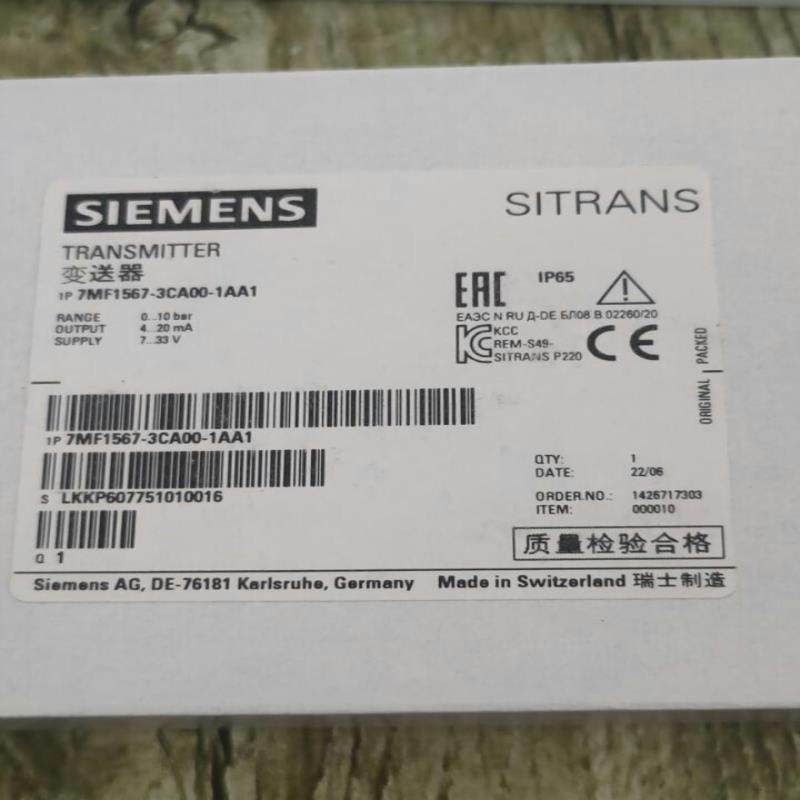 SIEMENS
SITRANS
TRANSMITTER
变送器
1P 7MF1567-3CA00-1AA1
RANGE 0...10 bar
OUTPUT 4...20 mA
SUPPLY 7...33 V
EAC IP65
ЕАЭС N RU Д-DE БЛ08 В 02260/20
KC KCC
REM-S49-
SITRANS P220
CE
ORIGINAL PACKED
1P 7MF1567-3CA00-1AA1
S LKKP607751010016
Q 1
QTY: 1
DATE: 22/06
ORDER.NO.: 1426717303
ITEM: 000010
质量检验合格
Siemens AG, DE-76181 Karlsruhe, Germany Made in Switzerland 瑞士制造